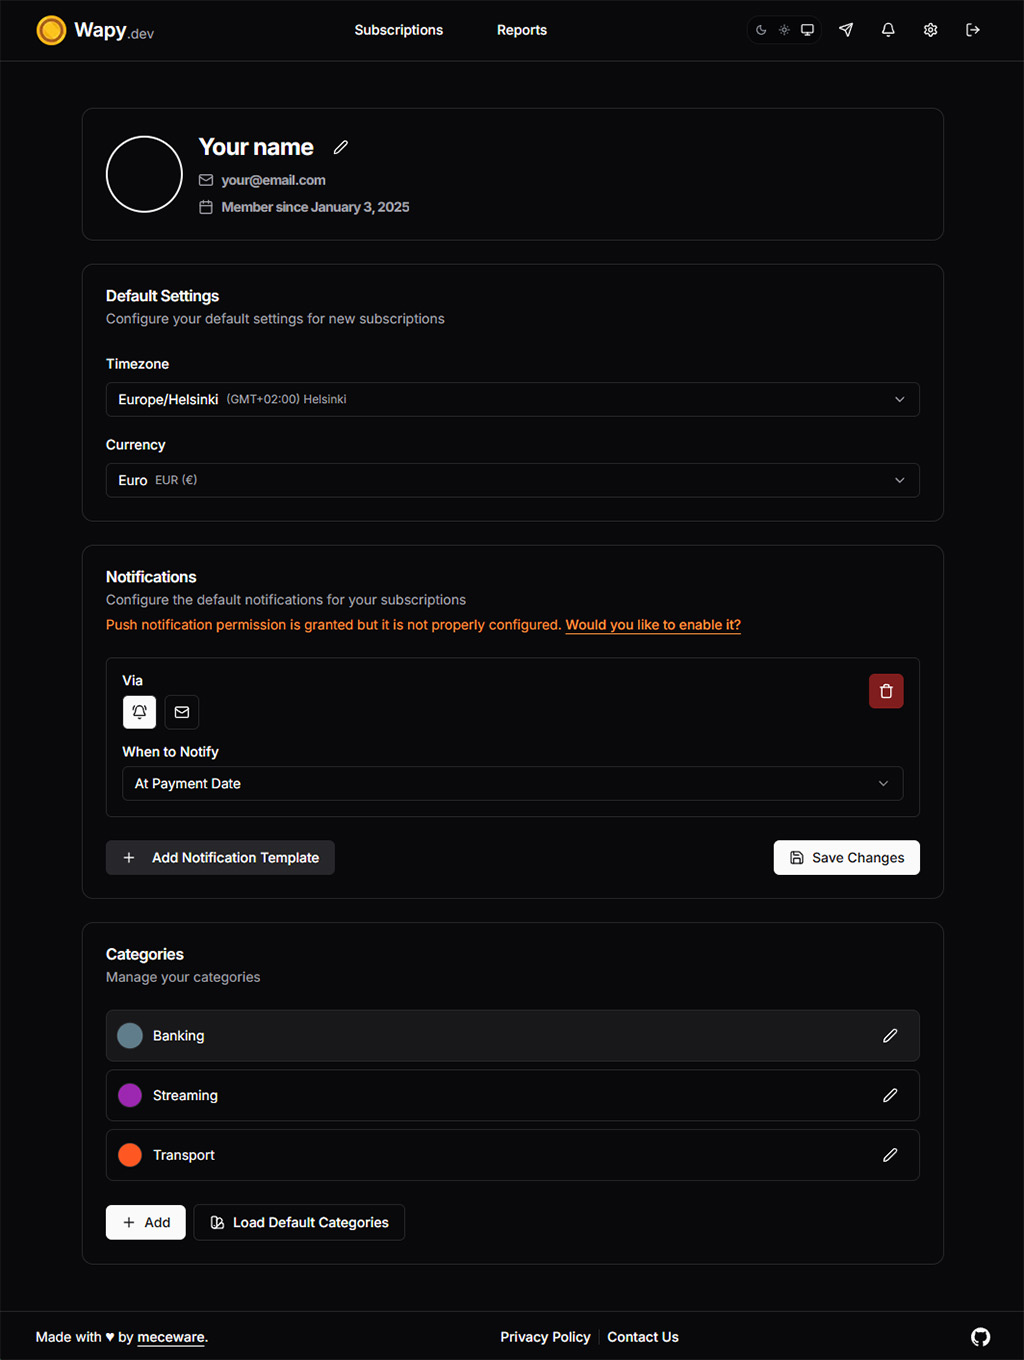 Wapy.dev
Subscriptions
Reports
Your name
your@email.com
Member since January 3, 2025
Default Settings
Configure your default settings for new subscriptions
Timezone
Europe/Helsinki (GMT+02:00) Helsinki
Currency
Euro EUR (€)
Notifications
Configure the default notifications for your subscriptions
Push notification permission is granted but it is not properly configured. Would you like to enable it?
Via
When to Notify
At Payment Date
Add Notification Template
Save Changes
Categories
Manage your categories
Banking
Streaming
Transport
Add
Load Default Categories
Made with ♥ by meceware.
Privacy Policy
Contact Us